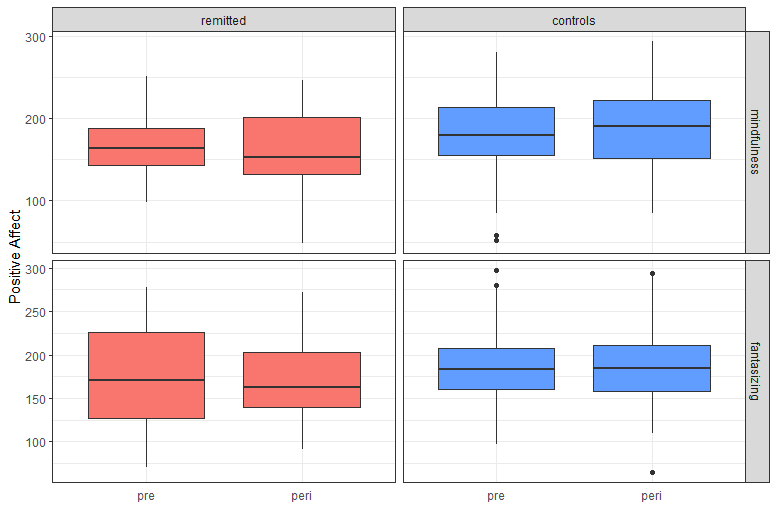 remitted controls
300
200
100
mindfulness
Positive Affect
300
250
200
150
100
fantasizing
pre peri pre peri